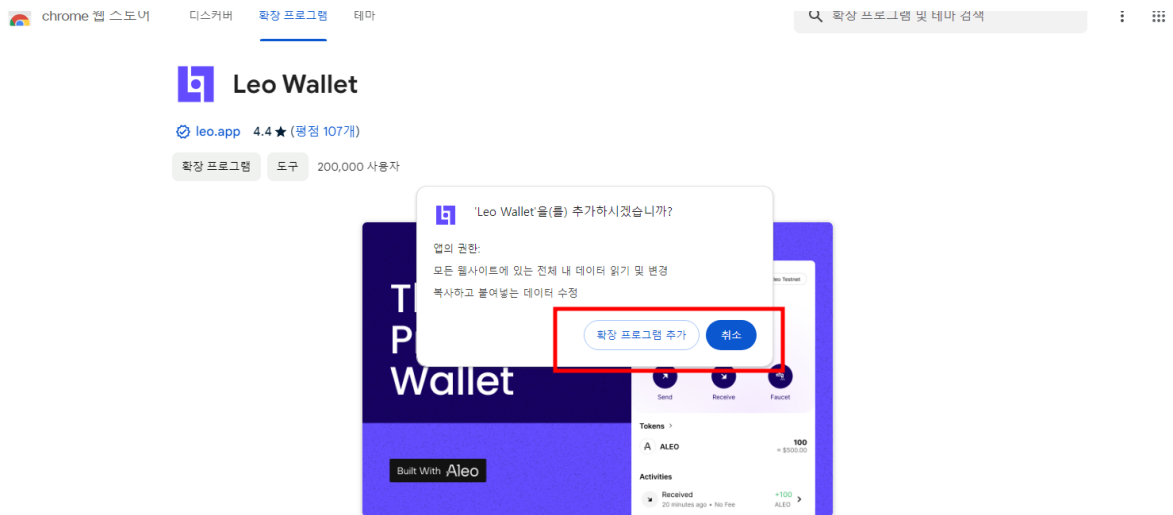 chrome 웹 스토어 디스커버 확장 프로그램 테마 확장 프로그램 및 테마 검색
Leo Wallet
leo.app 4.4★ (평점 107개)
확장 프로그램 도구 200,000 사용자
'Leo Wallet'을(를) 추가하시겠습니까?
앱의 권한:
모든 웹사이트에 있는 전체 내 데이터 읽기 및 변경
복사하고 붙여넣는 데이터 수정
확장 프로그램 추가 취소
Wallet
Send Receive Faucet
Tokens >
A ALEO 100
≈ $500.00
Built With Aleo
Activities
Received +100
20 minutes ago • No Fee ALEO